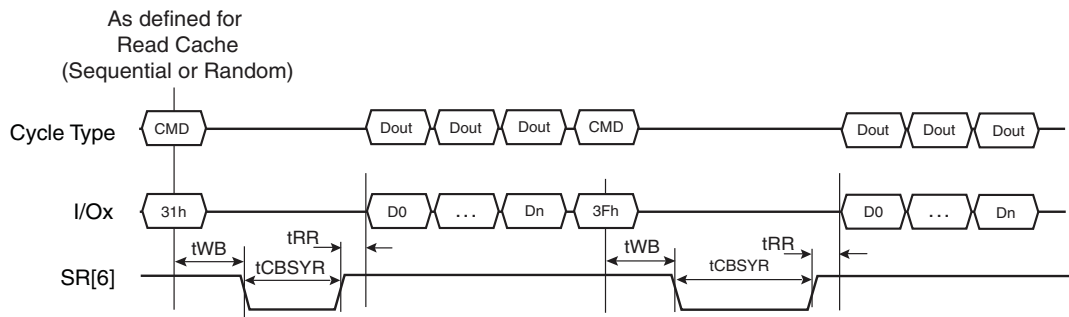 As defined for
Read Cache
(Sequential or Random)
Cycle Type CMD Dout Dout Dout CMD Dout Dout Dout
I/Ox 31h D0 ... Dn 3Fh D0 ... Dn
tWB tRR tWB tRR
tCBSYR tCBSYR
SR[6]